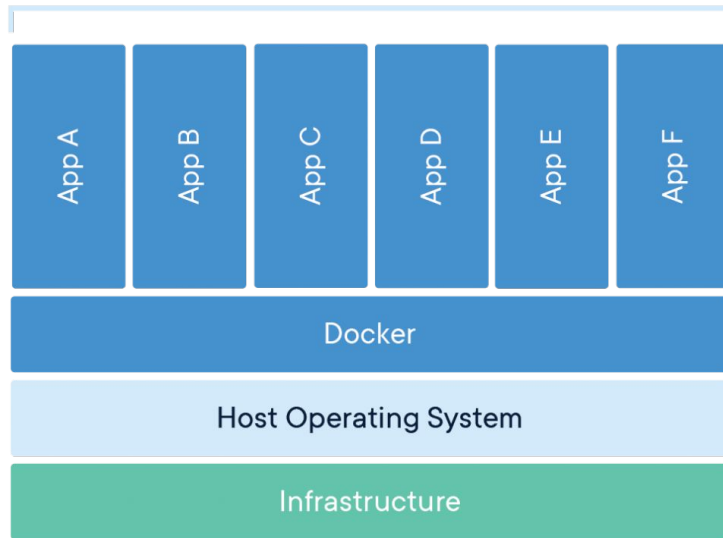 App A
App B
App C
App D
App E
App F
Docker
Host Operating System
Infrastructure